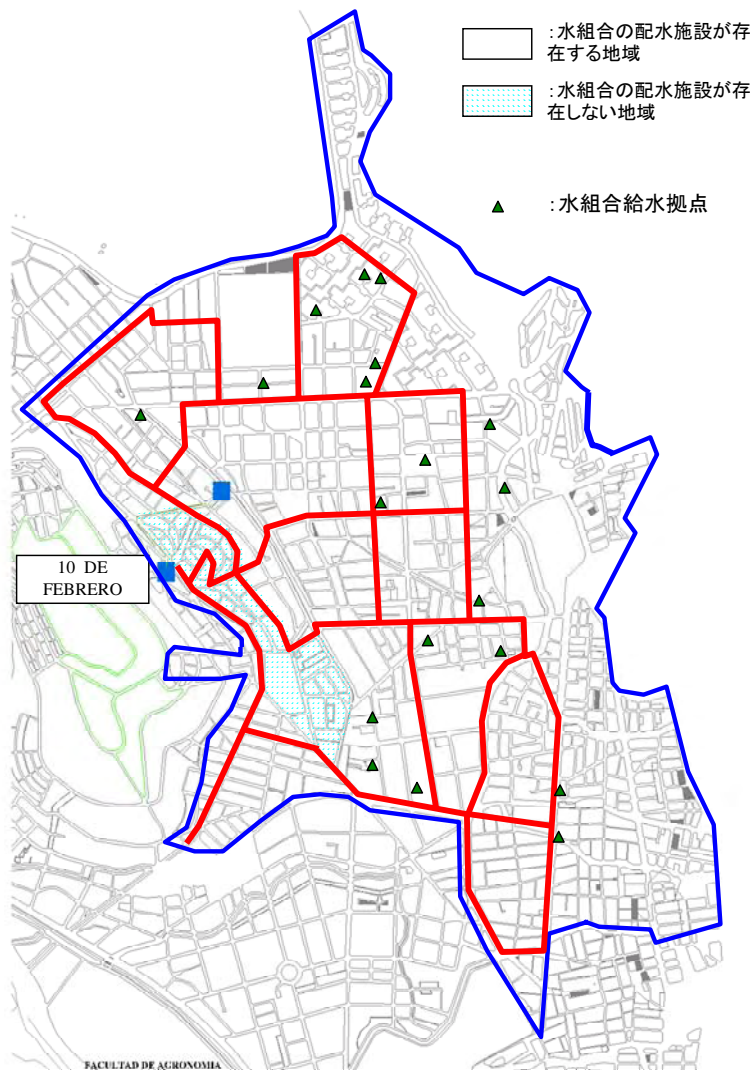 :水組合の配水施設が存
在する地域
:水組合の配水施設が存
在しない地域
:水組合給水拠点
10 DE
FEBRERO
FACULTAD DE AGRONOMIA